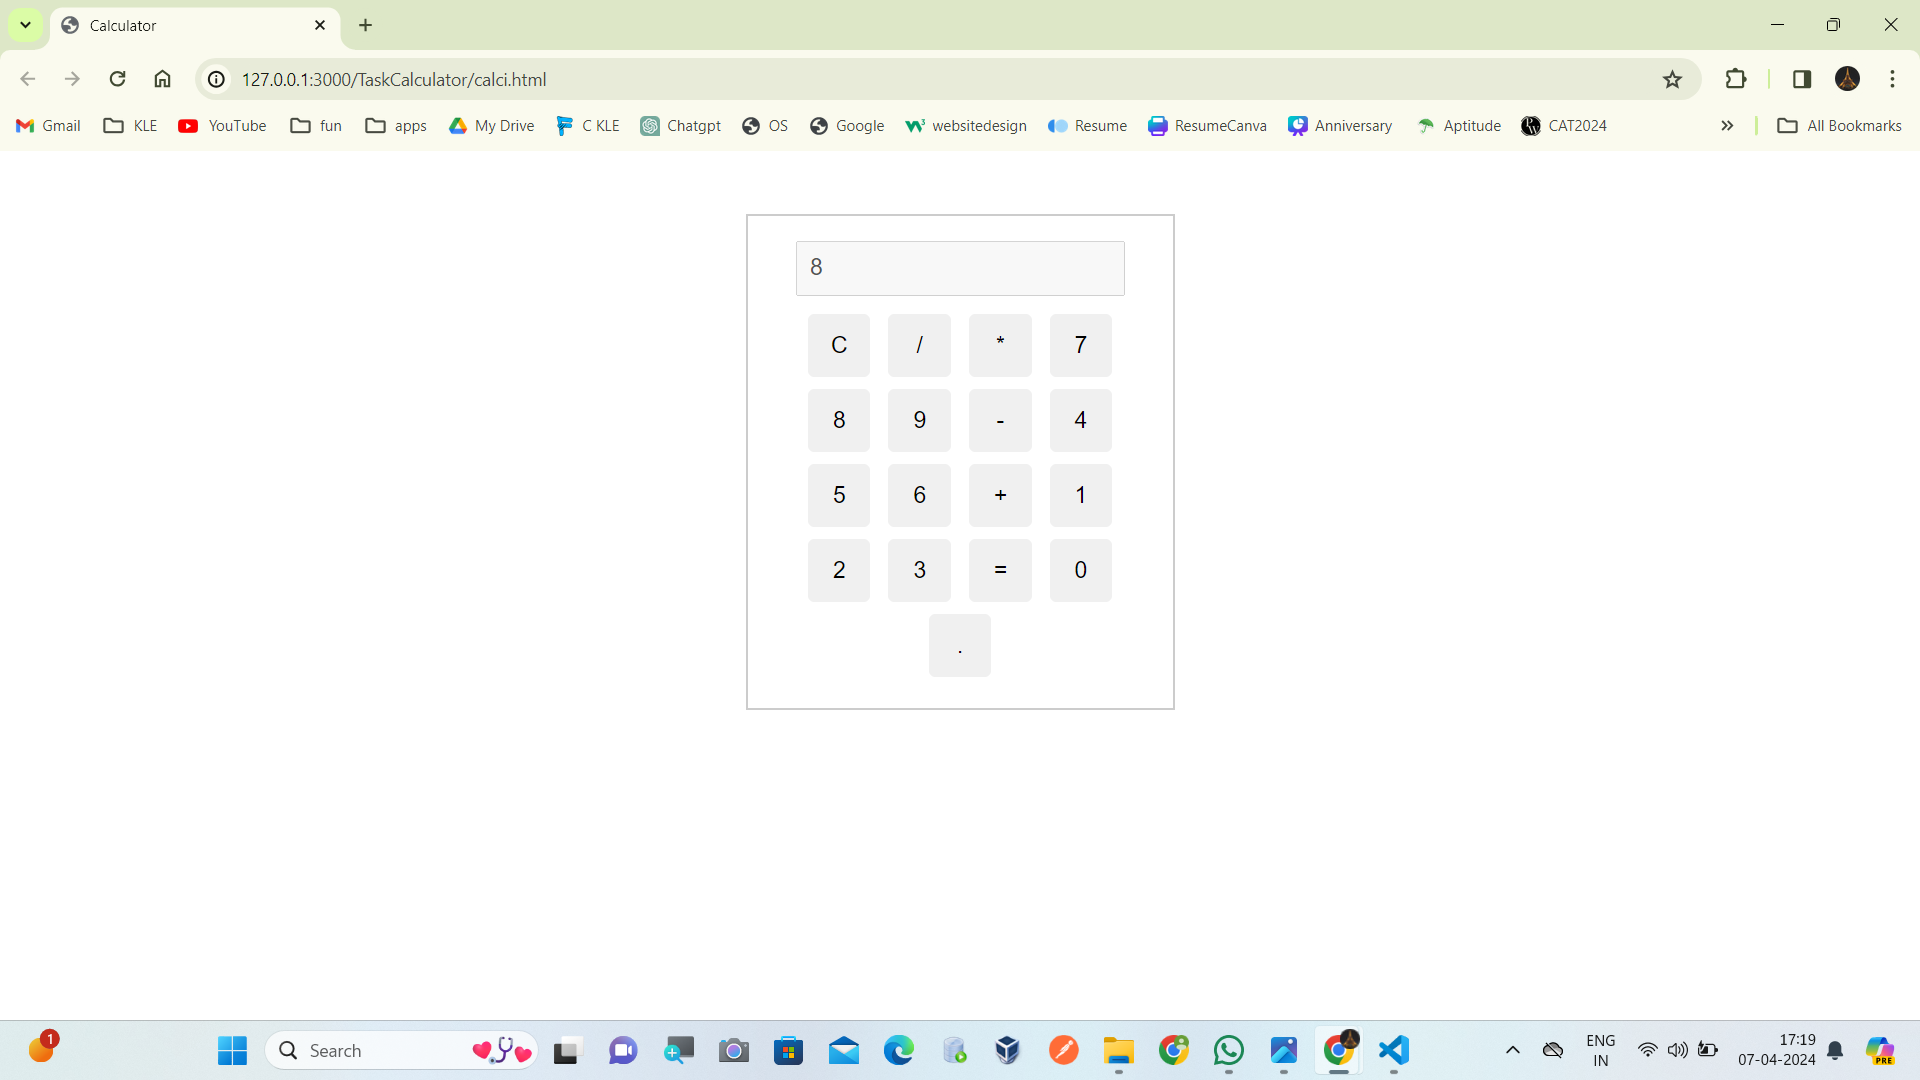 Calculator
127.0.0.1:3000/TaskCalculator/calci.html
Gmail KLE YouTube fun apps My Drive C KLE Chatgpt OS Google websitedesign Resume ResumeCanva Anniversary Aptitude CAT2024 » All Bookmarks
8
C / * 7
8 9 - 4
5 6 + 1
2 3 = 0
.
1
Search
ENG
IN
17:19
07-04-2024
PRE